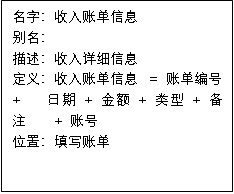 名字：收入账单信息
别名：
描述：收入详细信息
定义：收入账单信息 = 账单编号
+ 日期 + 金额 + 类型 + 备
注 + 账号
位置：填写账单